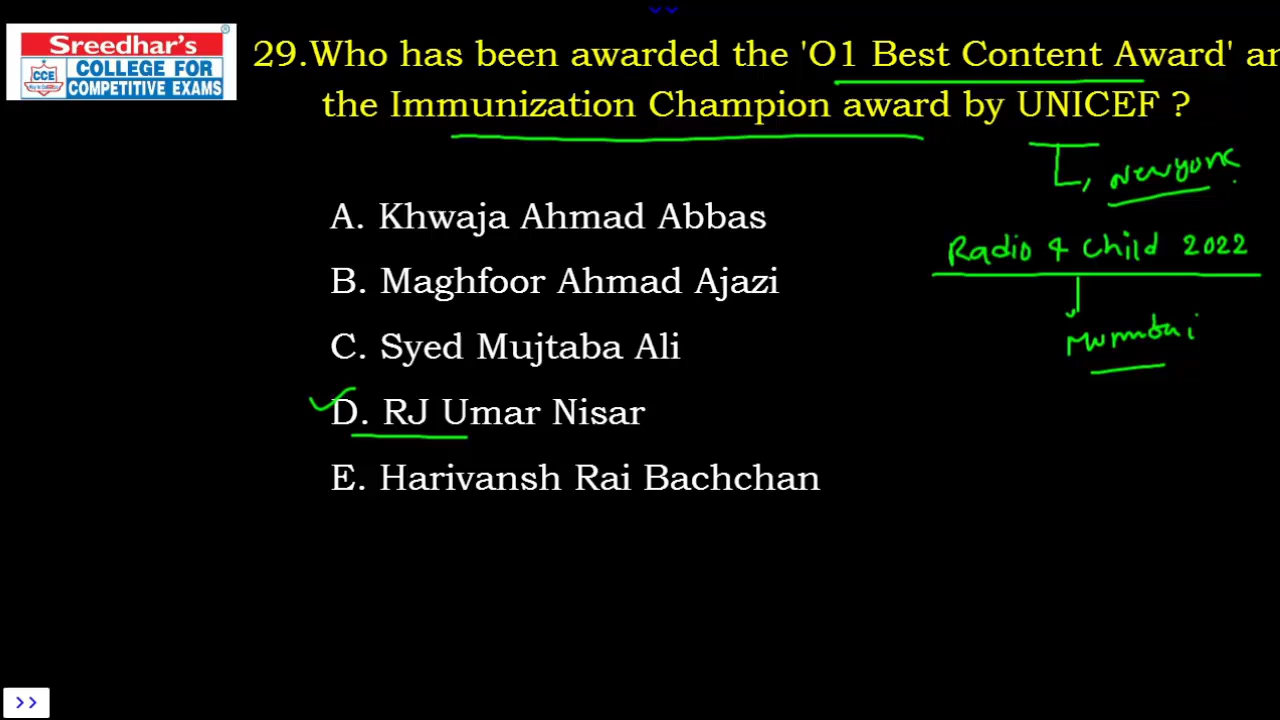 Sreedhar's
CCE
COLLEGE FOR
COMPETITIVE EXAMS
29.Who has been awarded the 'O1 Best Content Award' an
the Immunization Champion award by UNICEF ?
I, Newyork
Radio 4 Child 2022
Mumbai
A. Khwaja Ahmad Abbas
B. Maghfoor Ahmad Ajazi
C. Syed Mujtaba Ali
D. RJ Umar Nisar
E. Harivansh Rai Bachchan
>>